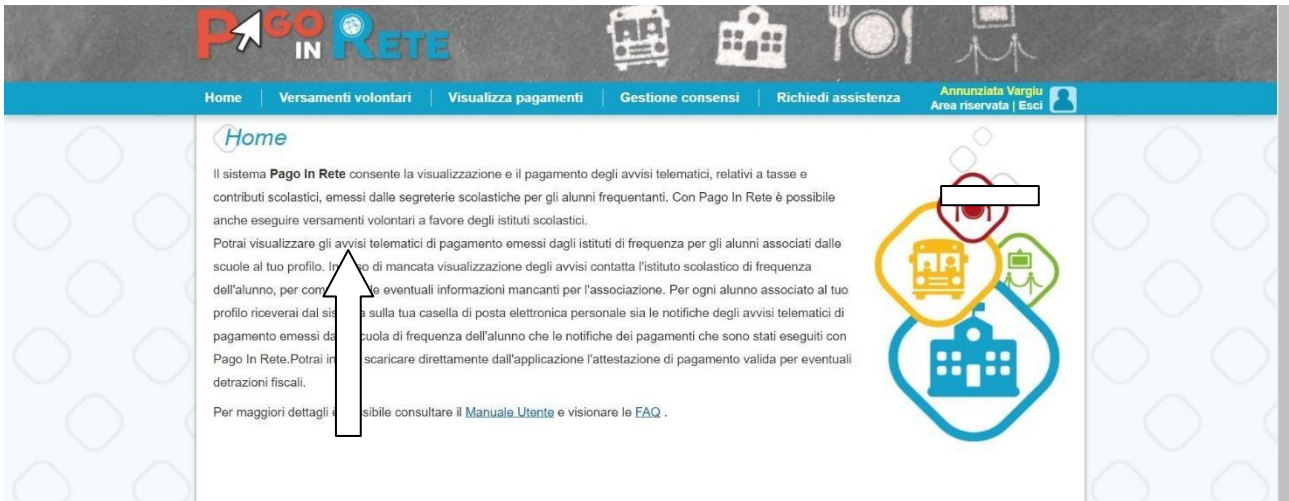 PAGO IN RETE
Home | Versamenti volontari | Visualizza pagamenti | Gestione consensi | Richiedi assistenza
Annunziata Vargiu
Area riservata | Esci
Home
Il sistema Pago In Rete consente la visualizzazione e il pagamento degli avvisi telematici, relativi a tasse e
contributi scolastici, emessi dalle segreterie scolastiche per gli alunni frequentanti. Con Pago In Rete è possibile
anche eseguire versamenti volontari a favore degli istituti scolastici.
Potrai visualizzare gli avvisi telematici di pagamento emessi dagli istituti di frequenza per gli alunni associati dalle
scuole al tuo profilo. In so di mancata visualizzazione degli avvisi contatta l'istituto scolastico di frequenza
dell'alunno, per com le eventuali informazioni mancanti per l'associazione. Per ogni alunno associato al tuo
profilo riceverai dal sis a sulla tua casella di posta elettronica personale sia le notifiche degli avvisi telematici di
pagamento emessi da cuola di frequenza dell'alunno che le notifiche dei pagamenti che sono stati eseguiti con
Pago In Rete.Potrai in scaricare direttamente dall'applicazione l'attestazione di pagamento valida per eventuali
detrazioni fiscali.
Per maggiori dettagli è ssibile consultare il Manuale Utente e visionare le FAQ .